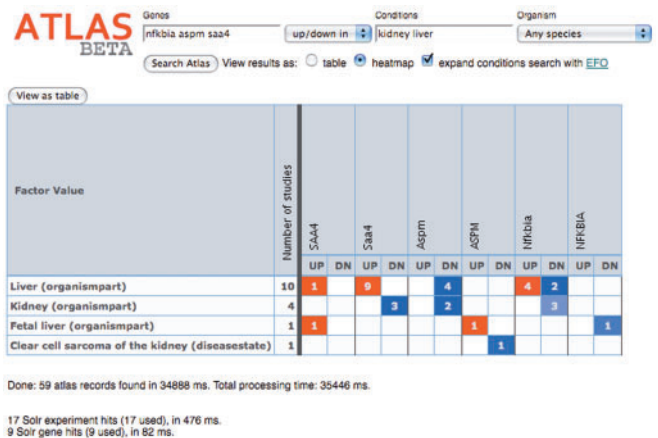 ATLAS
BETA
Genes Conditions Organism
nfkbia aspm saa4 up/down in kidney liver Any species
Search Atlas View results as: table heatmap expand conditions search with EFO
View as table
Factor Value Number of studies SAA4 Saa4 Aspm ASPM Nfkbia NFKBIA
UP DN UP DN UP DN UP DN UP DN UP DN
Liver (organismpart) 10 1 9 4 4 2
Kidney (organismpart) 4 3 2 3
Fetal liver (organismpart) 1 1 1 1
Clear cell sarcoma of the kidney (diseasestate) 1 1
Done: 59 atlas records found in 34888 ms. Total processing time: 35446 ms.
17 Solr experiment hits (17 used), in 476 ms.
9 Solr gene hits (9 used), in 82 ms.